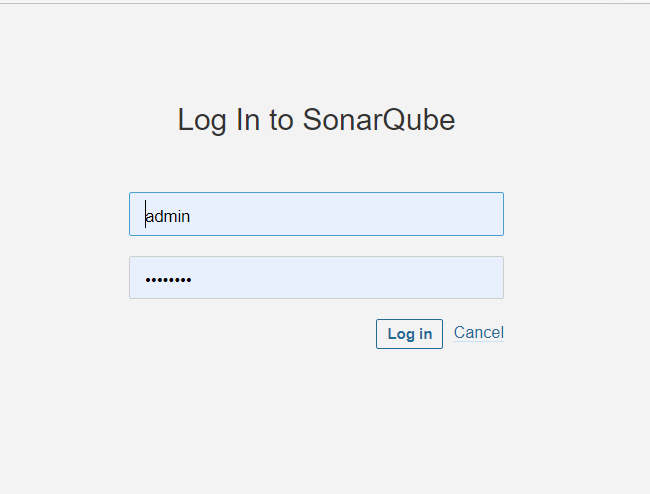 Log In to SonarQube
admin
••••••••
Log in Cancel